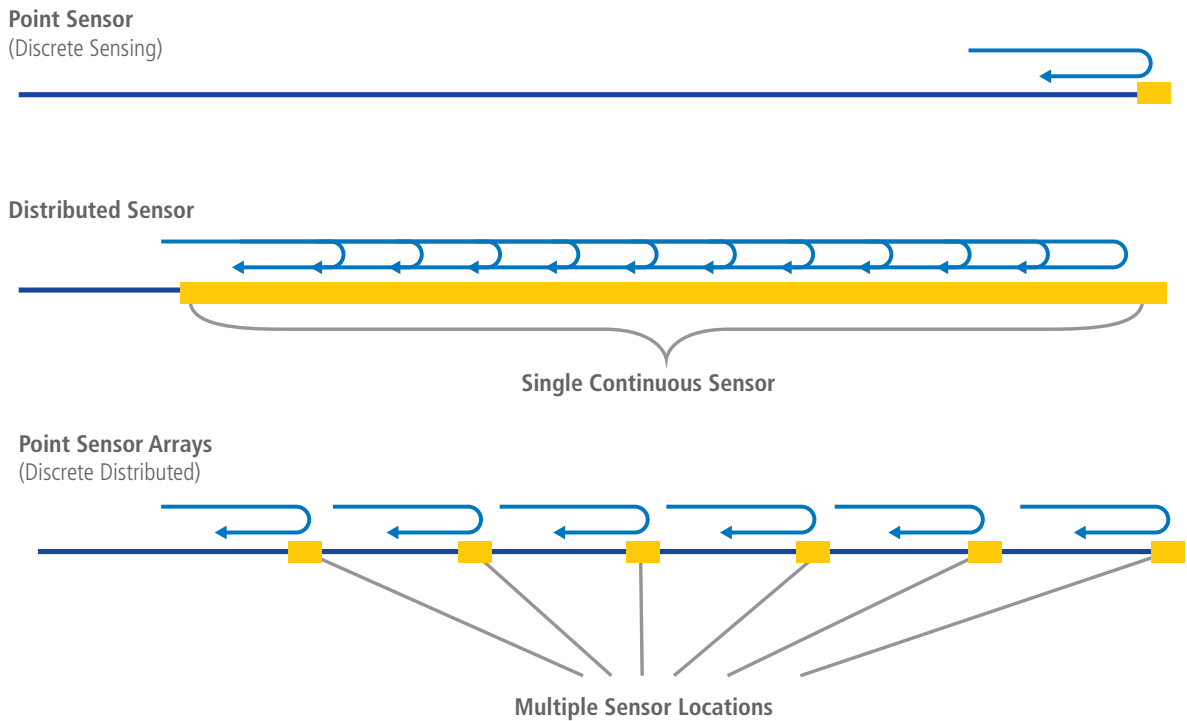 Point Sensor
(Discrete Sensing)
Distributed Sensor
Single Continuous Sensor
Point Sensor Arrays
(Discrete Distributed)
Multiple Sensor Locations